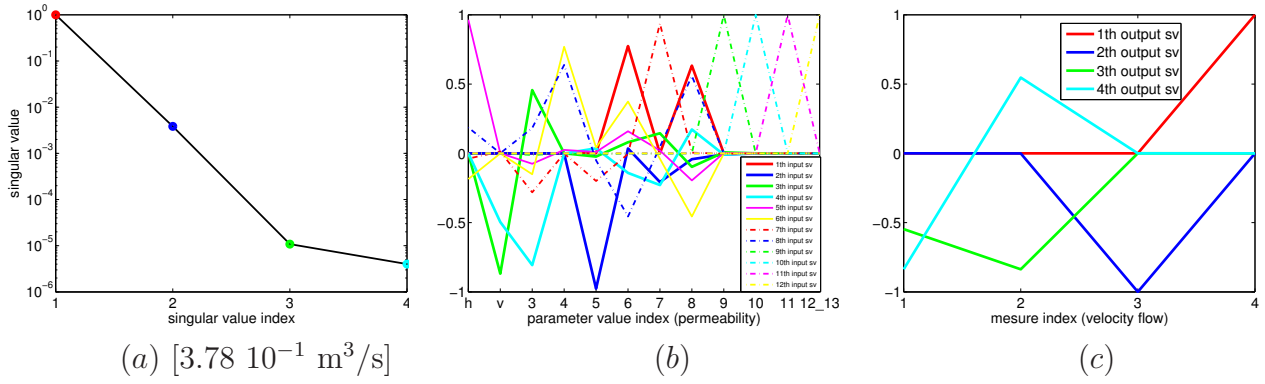 10^0
10^{-1}
10^{-2}
10^{-3}
10^{-4}
10^{-5}
10^{-6}
singular value
1 2 3 4
singular value index
(a) [3.78 10^{-1} m^3/s]
1
0.5
0
−0.5
−1
1th input sv
2th input sv
3th input sv
4th input sv
5th input sv
6th input sv
7th input sv
8th input sv
9th input sv
10th input sv
11th input sv
12th input sv
h v 3 4 5 6 7 8 9 10 11 12_13
parameter value index (permeability)
(b)
1
0.5
0
−0.5
−1
1th output sv
2th output sv
3th output sv
4th output sv
1 2 3 4
mesure index (velocity flow)
(c)